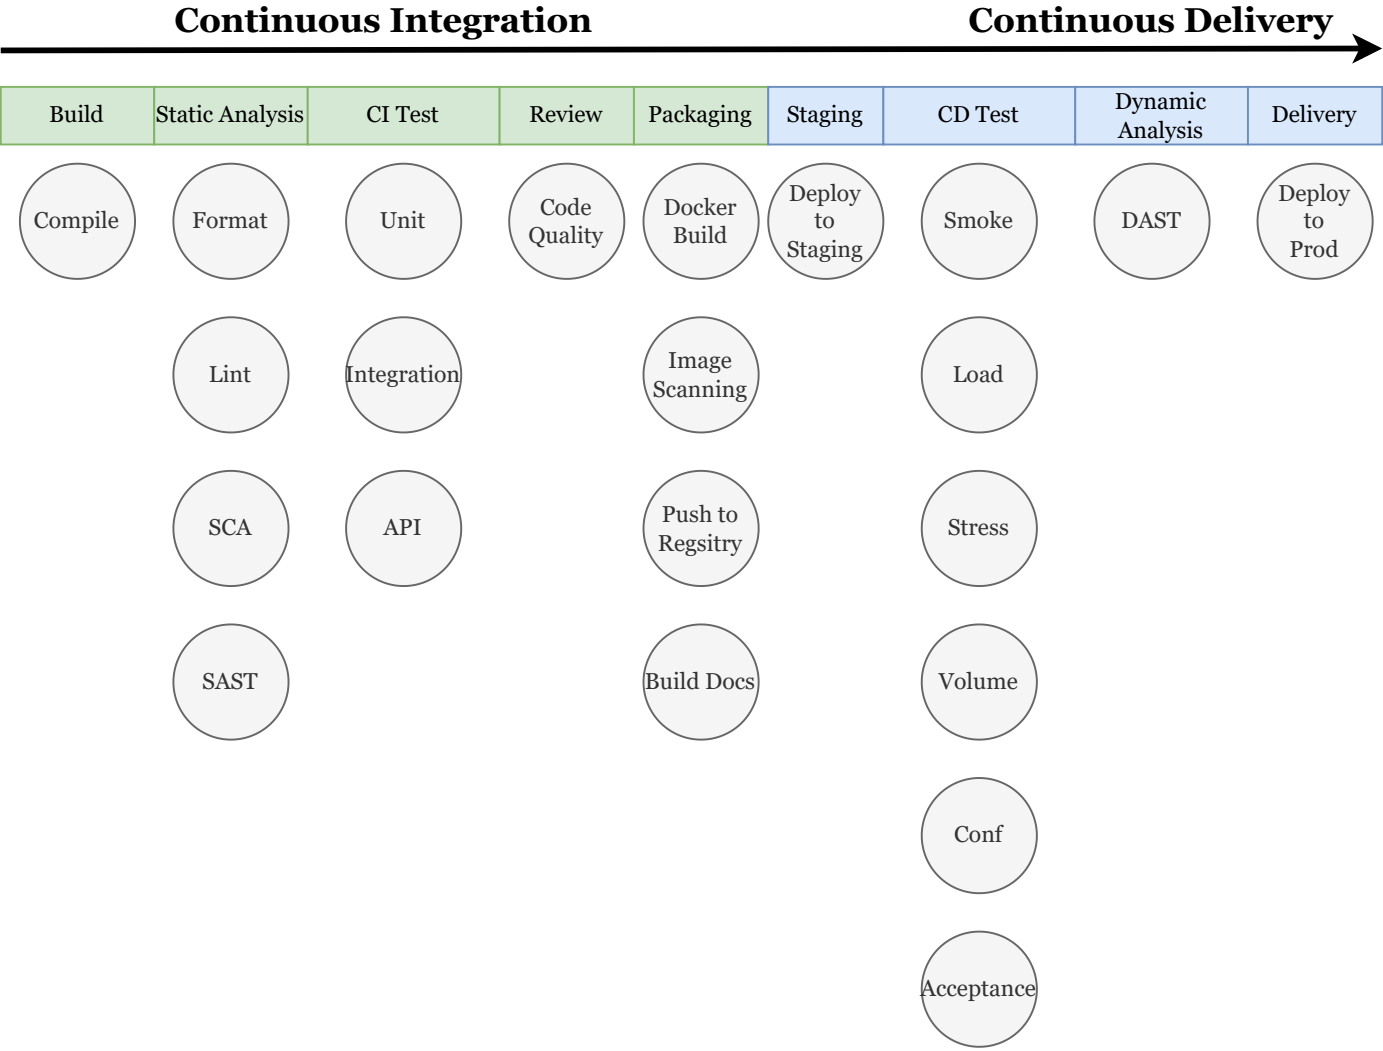 Continuous Integration
Continuous Delivery
Build
Static Analysis
CI Test
Review
Packaging
Staging
CD Test
Dynamic
Analysis
Delivery
Compile
Format
Unit
Code
Quality
Docker
Build
Deploy
to
Staging
Smoke
DAST
Deploy
to
Prod
Lint
Integration
Image
Scanning
Load
SCA
API
Push to
Regsitry
Stress
SAST
Build Docs
Volume
Conf
Acceptance